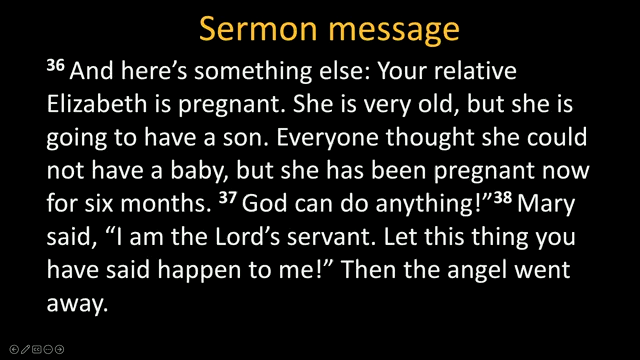 Sermon message
36 And here’s something else: Your relative
Elizabeth is pregnant. She is very old, but she is
going to have a son. Everyone thought she could
not have a baby, but she has been pregnant now
for six months. 37 God can do anything!”38 Mary
said, “I am the Lord’s servant. Let this thing you
have said happen to me!” Then the angel went
away.